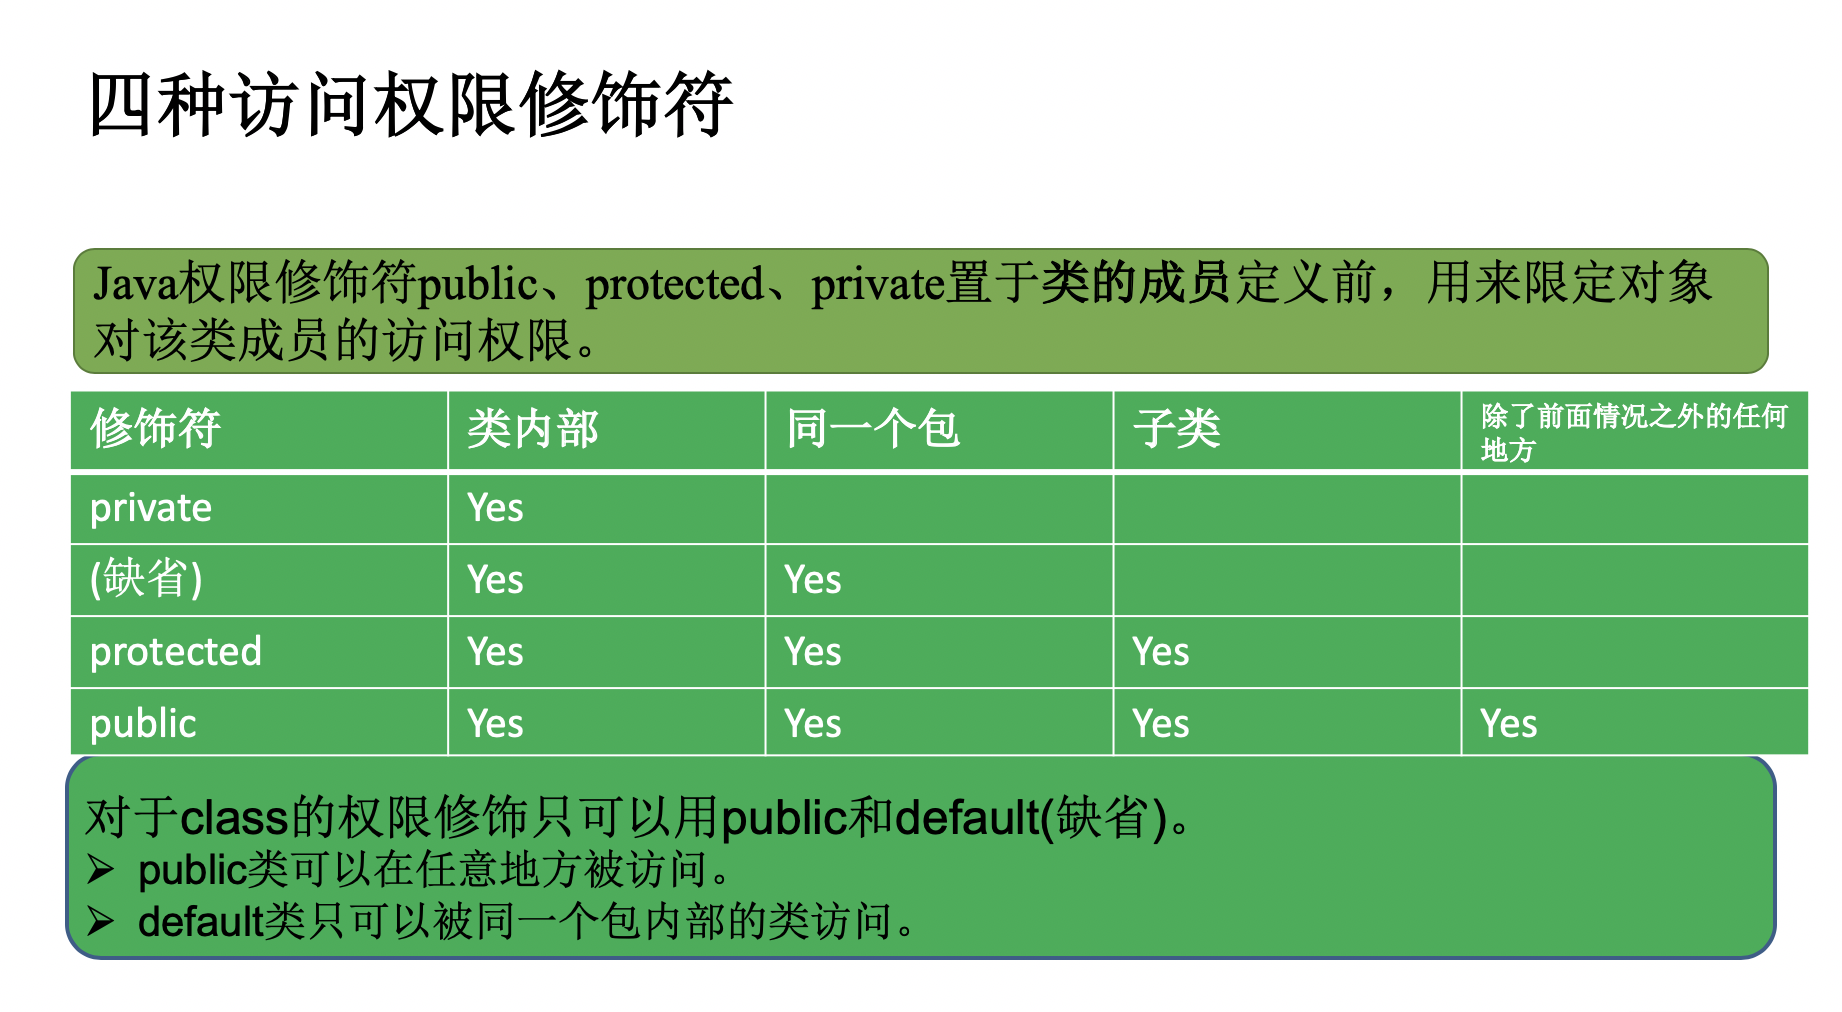 四种访问权限修饰符
Java权限修饰符public、protected、private置于类的成员定义前，用来限定对象
对该类成员的访问权限。
修饰符 类内部 同一个包 子类 除了前面情况之外的任何
地方
private Yes
(缺省) Yes Yes
protected Yes Yes Yes
public Yes Yes Yes Yes
对于class的权限修饰只可以用public和default(缺省)。
➢ public类可以在任意地方被访问。
➢ default类只可以被同一个包内部的类访问。